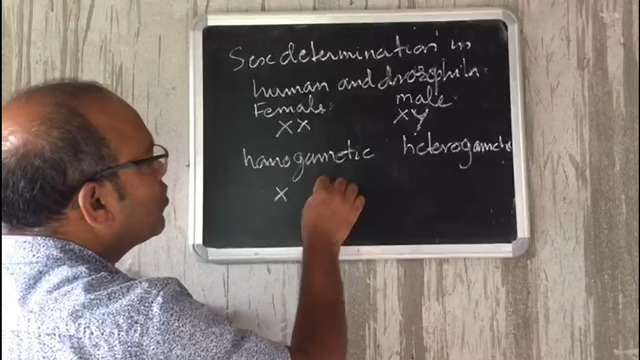 Sex determination in
human and drosophila.
Female. male.
XX XY
homogametic heterogametic
X